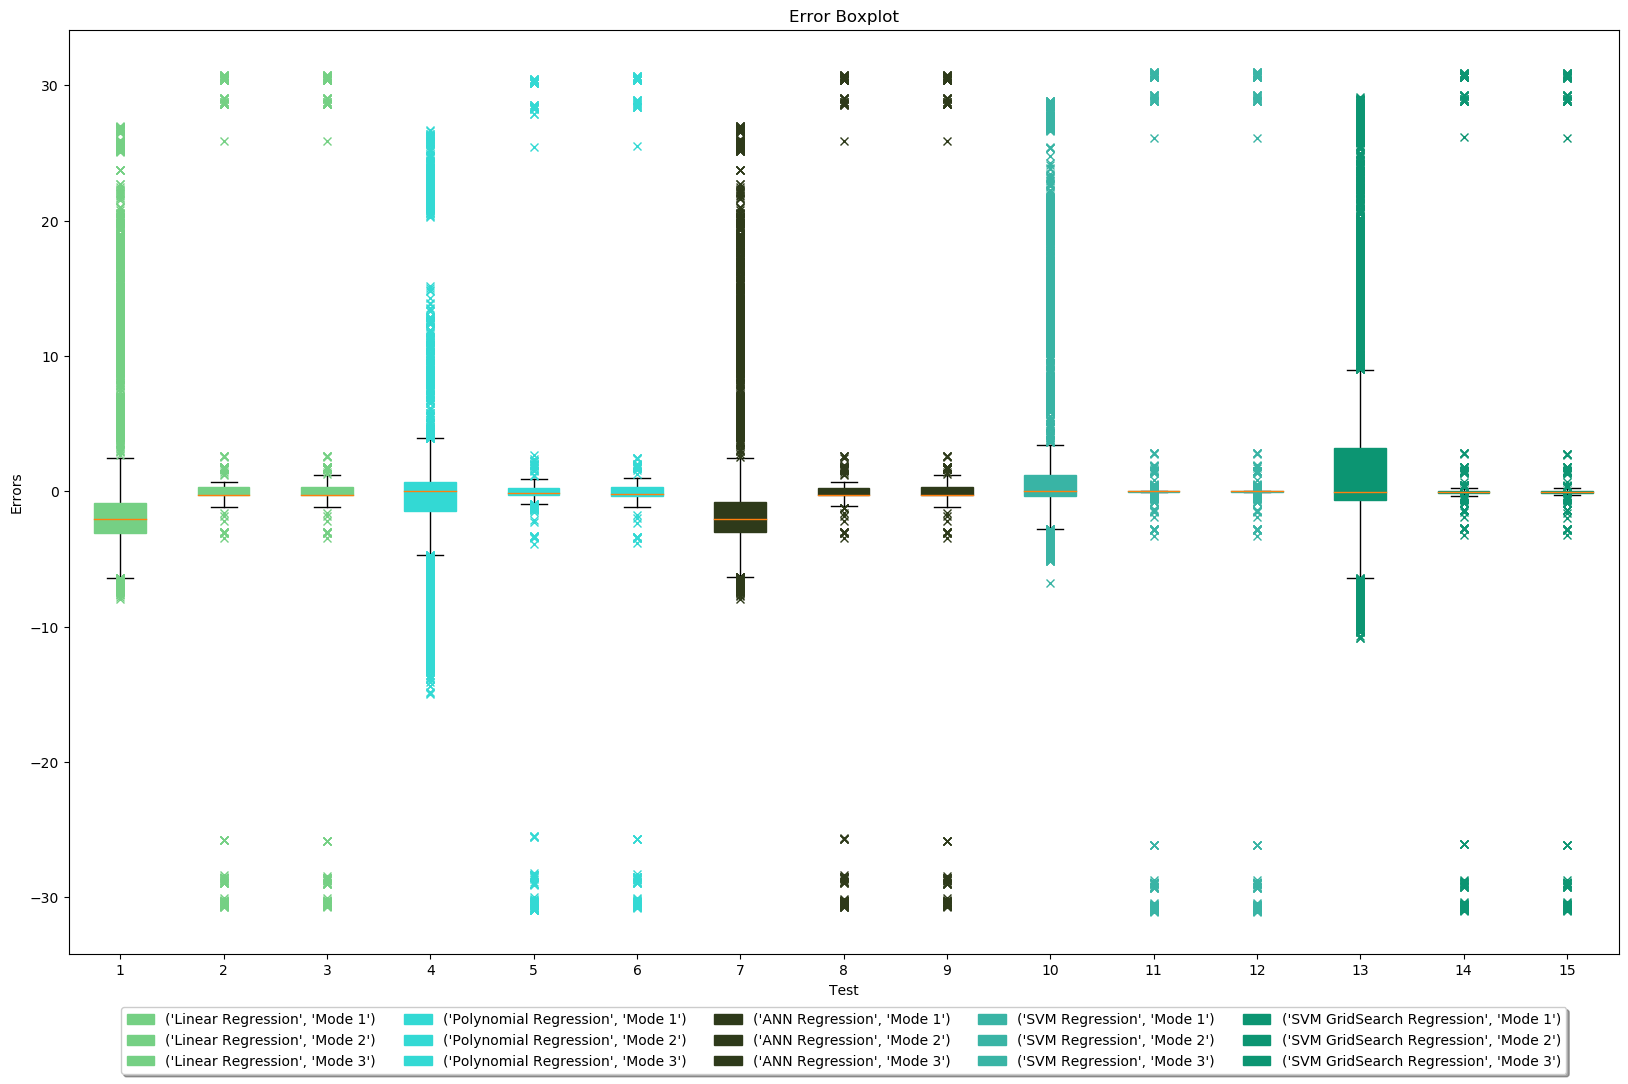 Error Boxplot
30
20
10
0
−10
−20
−30
Errors
1 2 3 4 5 6 7 8 9 10 11 12 13 14 15
Test
('Linear Regression', 'Mode 1') ('Polynomial Regression', 'Mode 1') ('ANN Regression', 'Mode 1') ('SVM Regression', 'Mode 1') ('SVM GridSearch Regression', 'Mode 1')
('Linear Regression', 'Mode 2') ('Polynomial Regression', 'Mode 2') ('ANN Regression', 'Mode 2') ('SVM Regression', 'Mode 2') ('SVM GridSearch Regression', 'Mode 2')
('Linear Regression', 'Mode 3') ('Polynomial Regression', 'Mode 3') ('ANN Regression', 'Mode 3') ('SVM Regression', 'Mode 3') ('SVM GridSearch Regression', 'Mode 3')